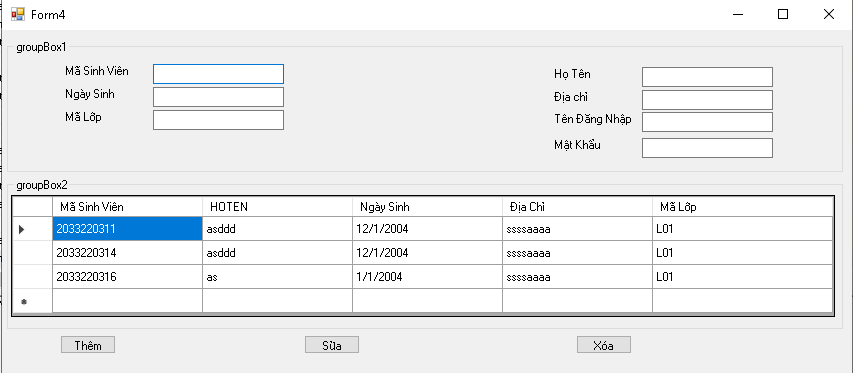 Form4
groupBox1
Mã Sinh Viên
Họ Tên
Ngày Sinh
Địa chỉ
Mã Lốp
Tên Đăng Nhập
Mật Khẩu
groupBox2
Mã Sinh Viên HOTEN Ngày Sinh Địa Chỉ Mã Lốp
2033220311 asddd 12/1/2004 ssssaaaa L01
2033220314 asddd 12/1/2004 ssssaaaa L01
2033220316 as 1/1/2004 ssssaaaa L01
Thêm Sửa Xóa